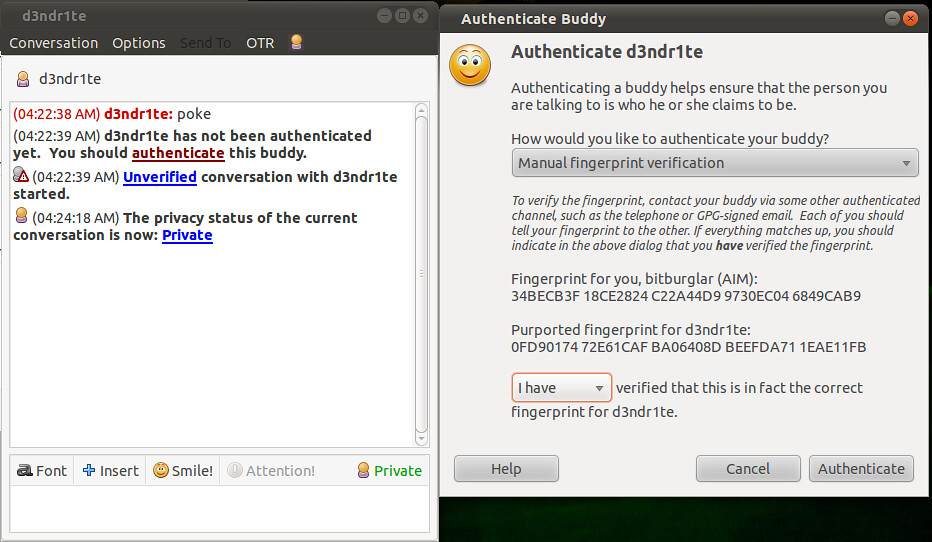 d3ndr1te
Conversation Options Send To OTR
d3ndr1te
(04:22:38 AM) d3ndr1te: poke
(04:22:39 AM) d3ndr1te has not been authenticated
yet. You should authenticate this buddy.
(04:22:39 AM) Unverified conversation with d3ndr1te
started.
(04:24:18 AM) The privacy status of the current
conversation is now: Private
Font Insert Smile! Attention! Private
Authenticate Buddy
Authenticate d3ndr1te
Authenticating a buddy helps ensure that the person you
are talking to is who he or she claims to be.
How would you like to authenticate your buddy?
Manual fingerprint verification
To verify the fingerprint, contact your buddy via some other authenticated
channel, such as the telephone or GPG-signed email. Each of you should
tell your fingerprint to the other. If everything matches up, you should
indicate in the above dialog that you have verified the fingerprint.
Fingerprint for you, bitburglar (AIM):
34BECB3F 18CE2824 C22A44D9 9730EC04 6849CAB9
Purported fingerprint for d3ndr1te:
0FD90174 72E61CAF BA06408D BEEFDA71 1EAE11FB
I have verified that this is in fact the correct
fingerprint for d3ndr1te.
Help Cancel Authenticate